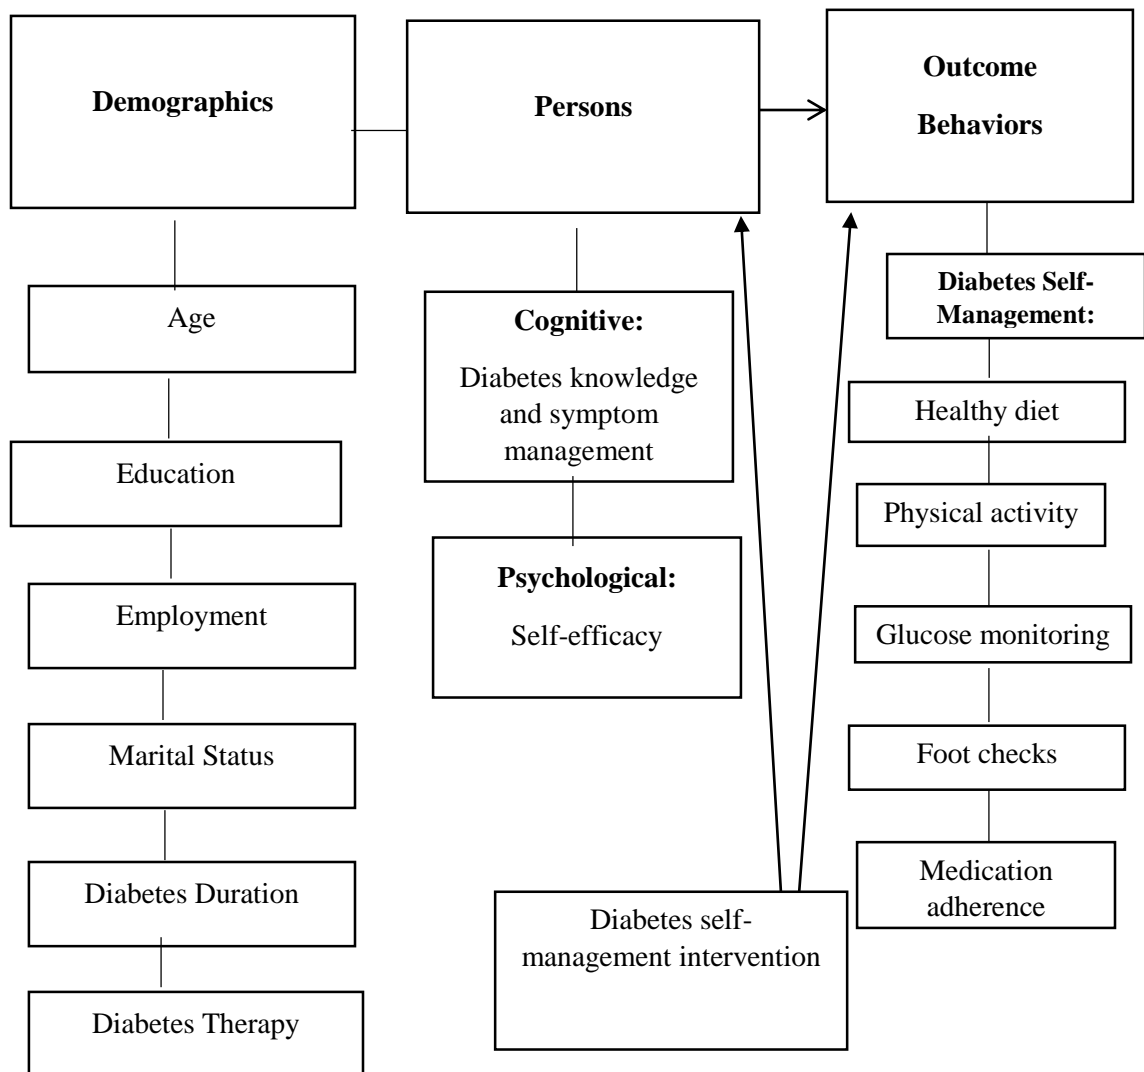 Demographics
Age
Education
Employment
Marital Status
Diabetes Duration
Diabetes Therapy
Persons
Cognitive:
Diabetes knowledge
and symptom
management
Psychological:
Self-efficacy
Diabetes self-
management intervention
Outcome
Behaviors
Diabetes Self-
Management:
Healthy diet
Physical activity
Glucose monitoring
Foot checks
Medication
adherence